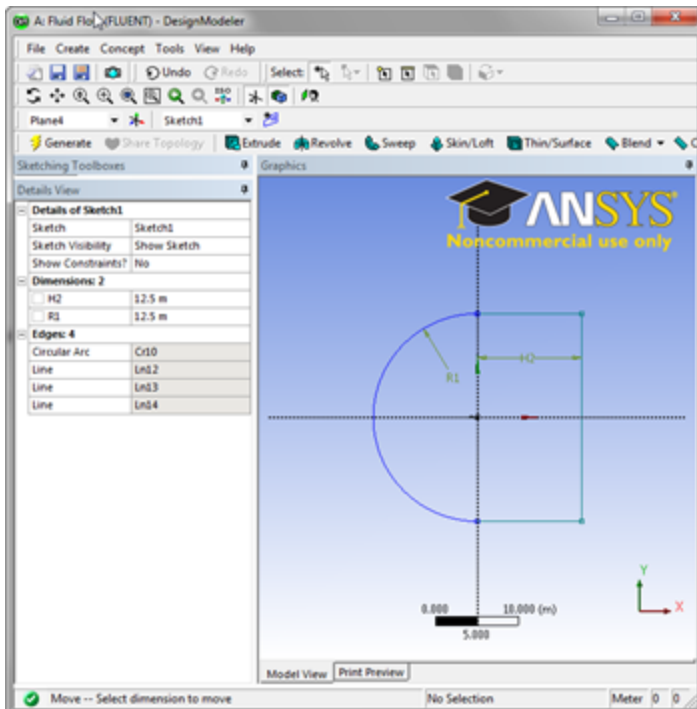 A: Fluid Flow (FLUENT) - DesignModeler
File Create Concept Tools View Help
Undo Redo Select:
Plane4 Sketch1
Generate Share Topology Extrude Revolve Sweep Skin/Loft Thin/Surface Blend
Sketching Toolboxes
Details View
Details of Sketch1
Sketch Sketch1
Sketch Visibility Show Sketch
Show Constraints? No
Dimensions: 2
H2 12.5 m
R1 12.5 m
Edges: 4
Circular Arc Cr10
Line Ln12
Line Ln13
Line Ln14
Graphics
ANSYS
Noncommercial use only
H2
R1
Y
X
0.000 10.000 (m)
5.000
Model View Print Preview
Move -- Select dimension to move No Selection Meter 0 0